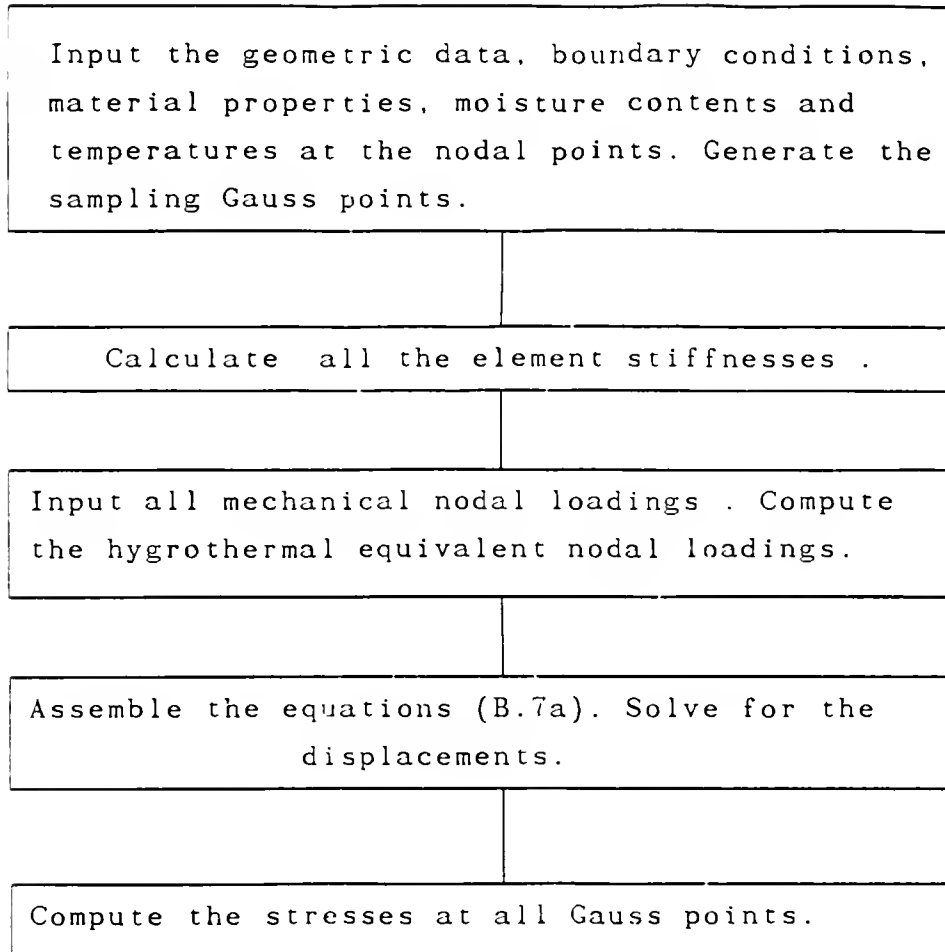 Input the geometric data, boundary conditions,
material properties, moisture contents and
temperatures at the nodal points. Generate the
sampling Gauss points.
Calculate all the element stiffnesses .
Input all mechanical nodal loadings . Compute
the hygrothermal equivalent nodal loadings.
Assemble the equations (B.7a). Solve for the
displacements.
Compute the stresses at all Gauss points.